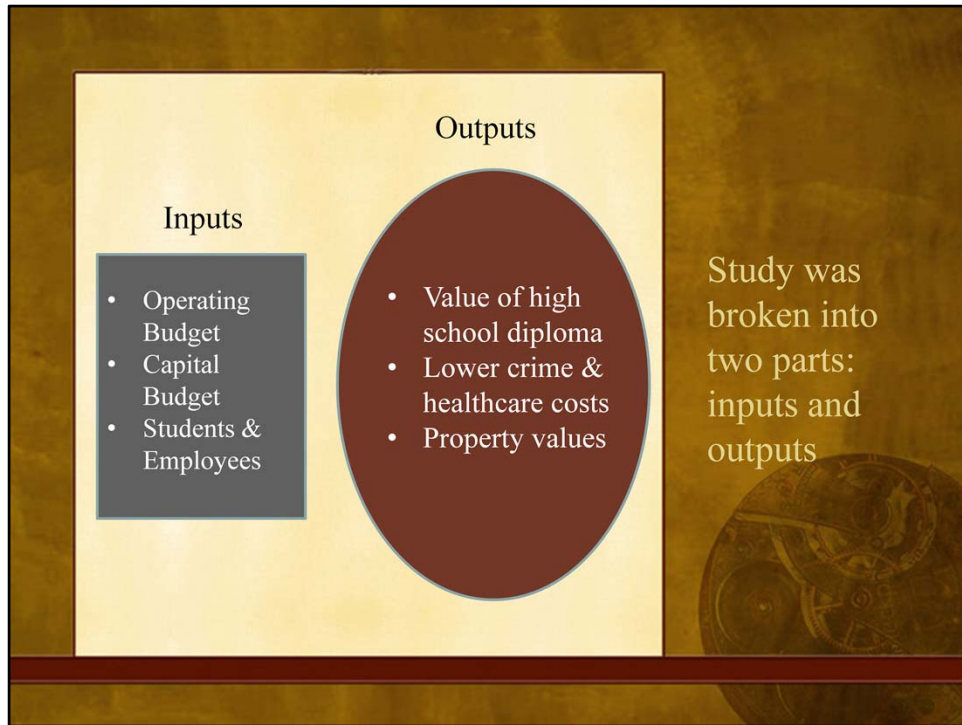 Inputs
• Operating
Budget
• Capital
Budget
• Students &
Employees
Outputs
• Value of high
school diploma
• Lower crime &
healthcare costs
• Property values
Study was
broken into
two parts:
inputs and
outputs